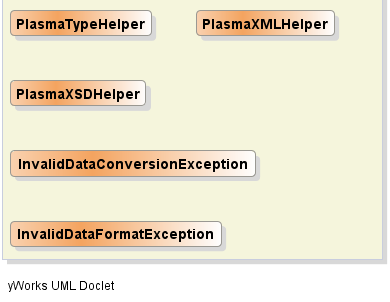 PlasmaTypeHelper
PlasmaXMLHelper
PlasmaXSDHelper
InvalidDataConversionException
InvalidDataFormatException
yWorks UML Doclet